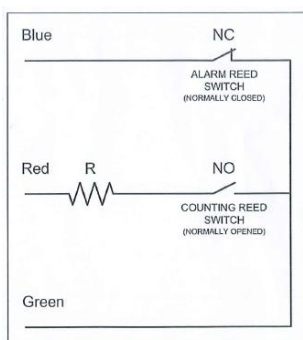 Blue NC
ALARM REED
SWITCH
(NORMALLY CLOSED)
Red R NO
COUNTING REED
SWITCH
(NORMALLY OPENED)
Green